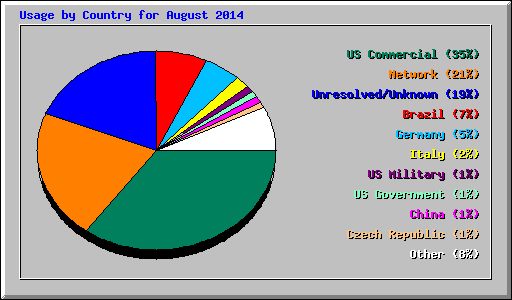 Usage by Country for August 2014
US Commercial (35%)
Network (21%)
Unresolved/Unknown (19%)
Brazil (7%)
Germany (5%)
Italy (2%)
US Military (1%)
US Government (1%)
China (1%)
Czech Republic (1%)
Other (8%)